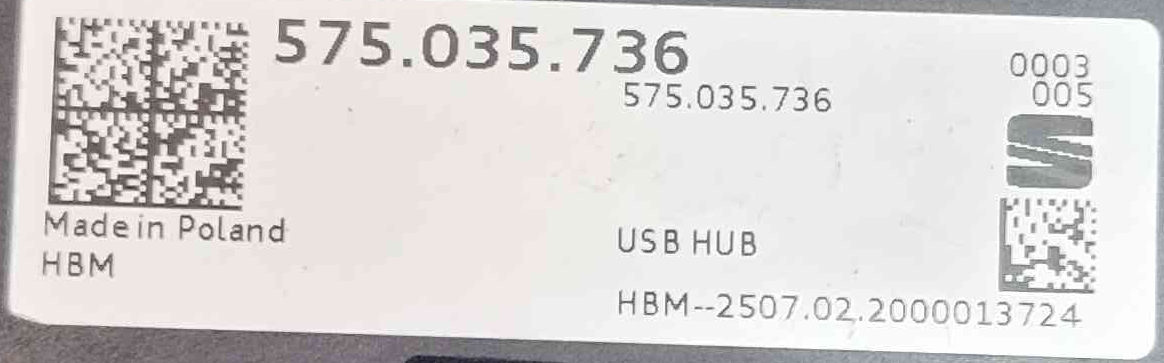 575.035.736
575.035.736
0003
005
Made in Poland
HBM
USB HUB
HBM--2507.02.2000013724